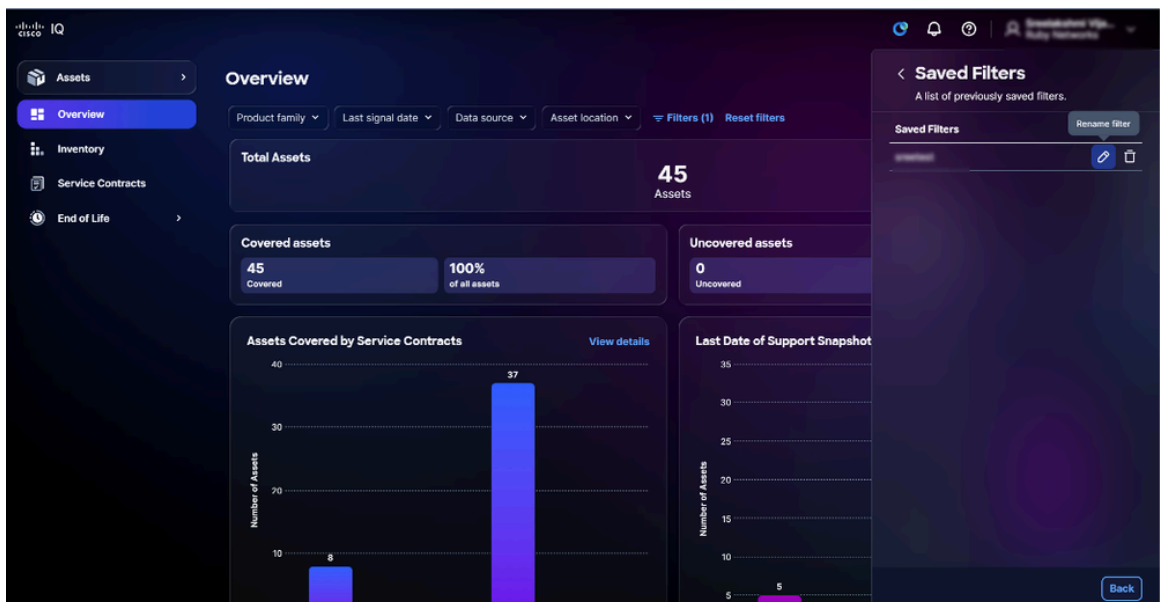 cisco IQ
Assets
Overview
Inventory
Service Contracts
End of Life
Overview
Product family
Last signal date
Data source
Asset location
Filters (1)
Reset filters
Total Assets
45
Assets
Covered assets
45
Covered
100%
of all assets
Uncovered assets
0
Uncovered
Assets Covered by Service Contracts
View details
Number of Assets
40
30
20
10
8
37
Last Date of Support Snapshot
Number of Assets
35
30
25
20
15
10
5
5
Saved Filters
A list of previously saved filters.
Saved Filters
Rename filter
Back